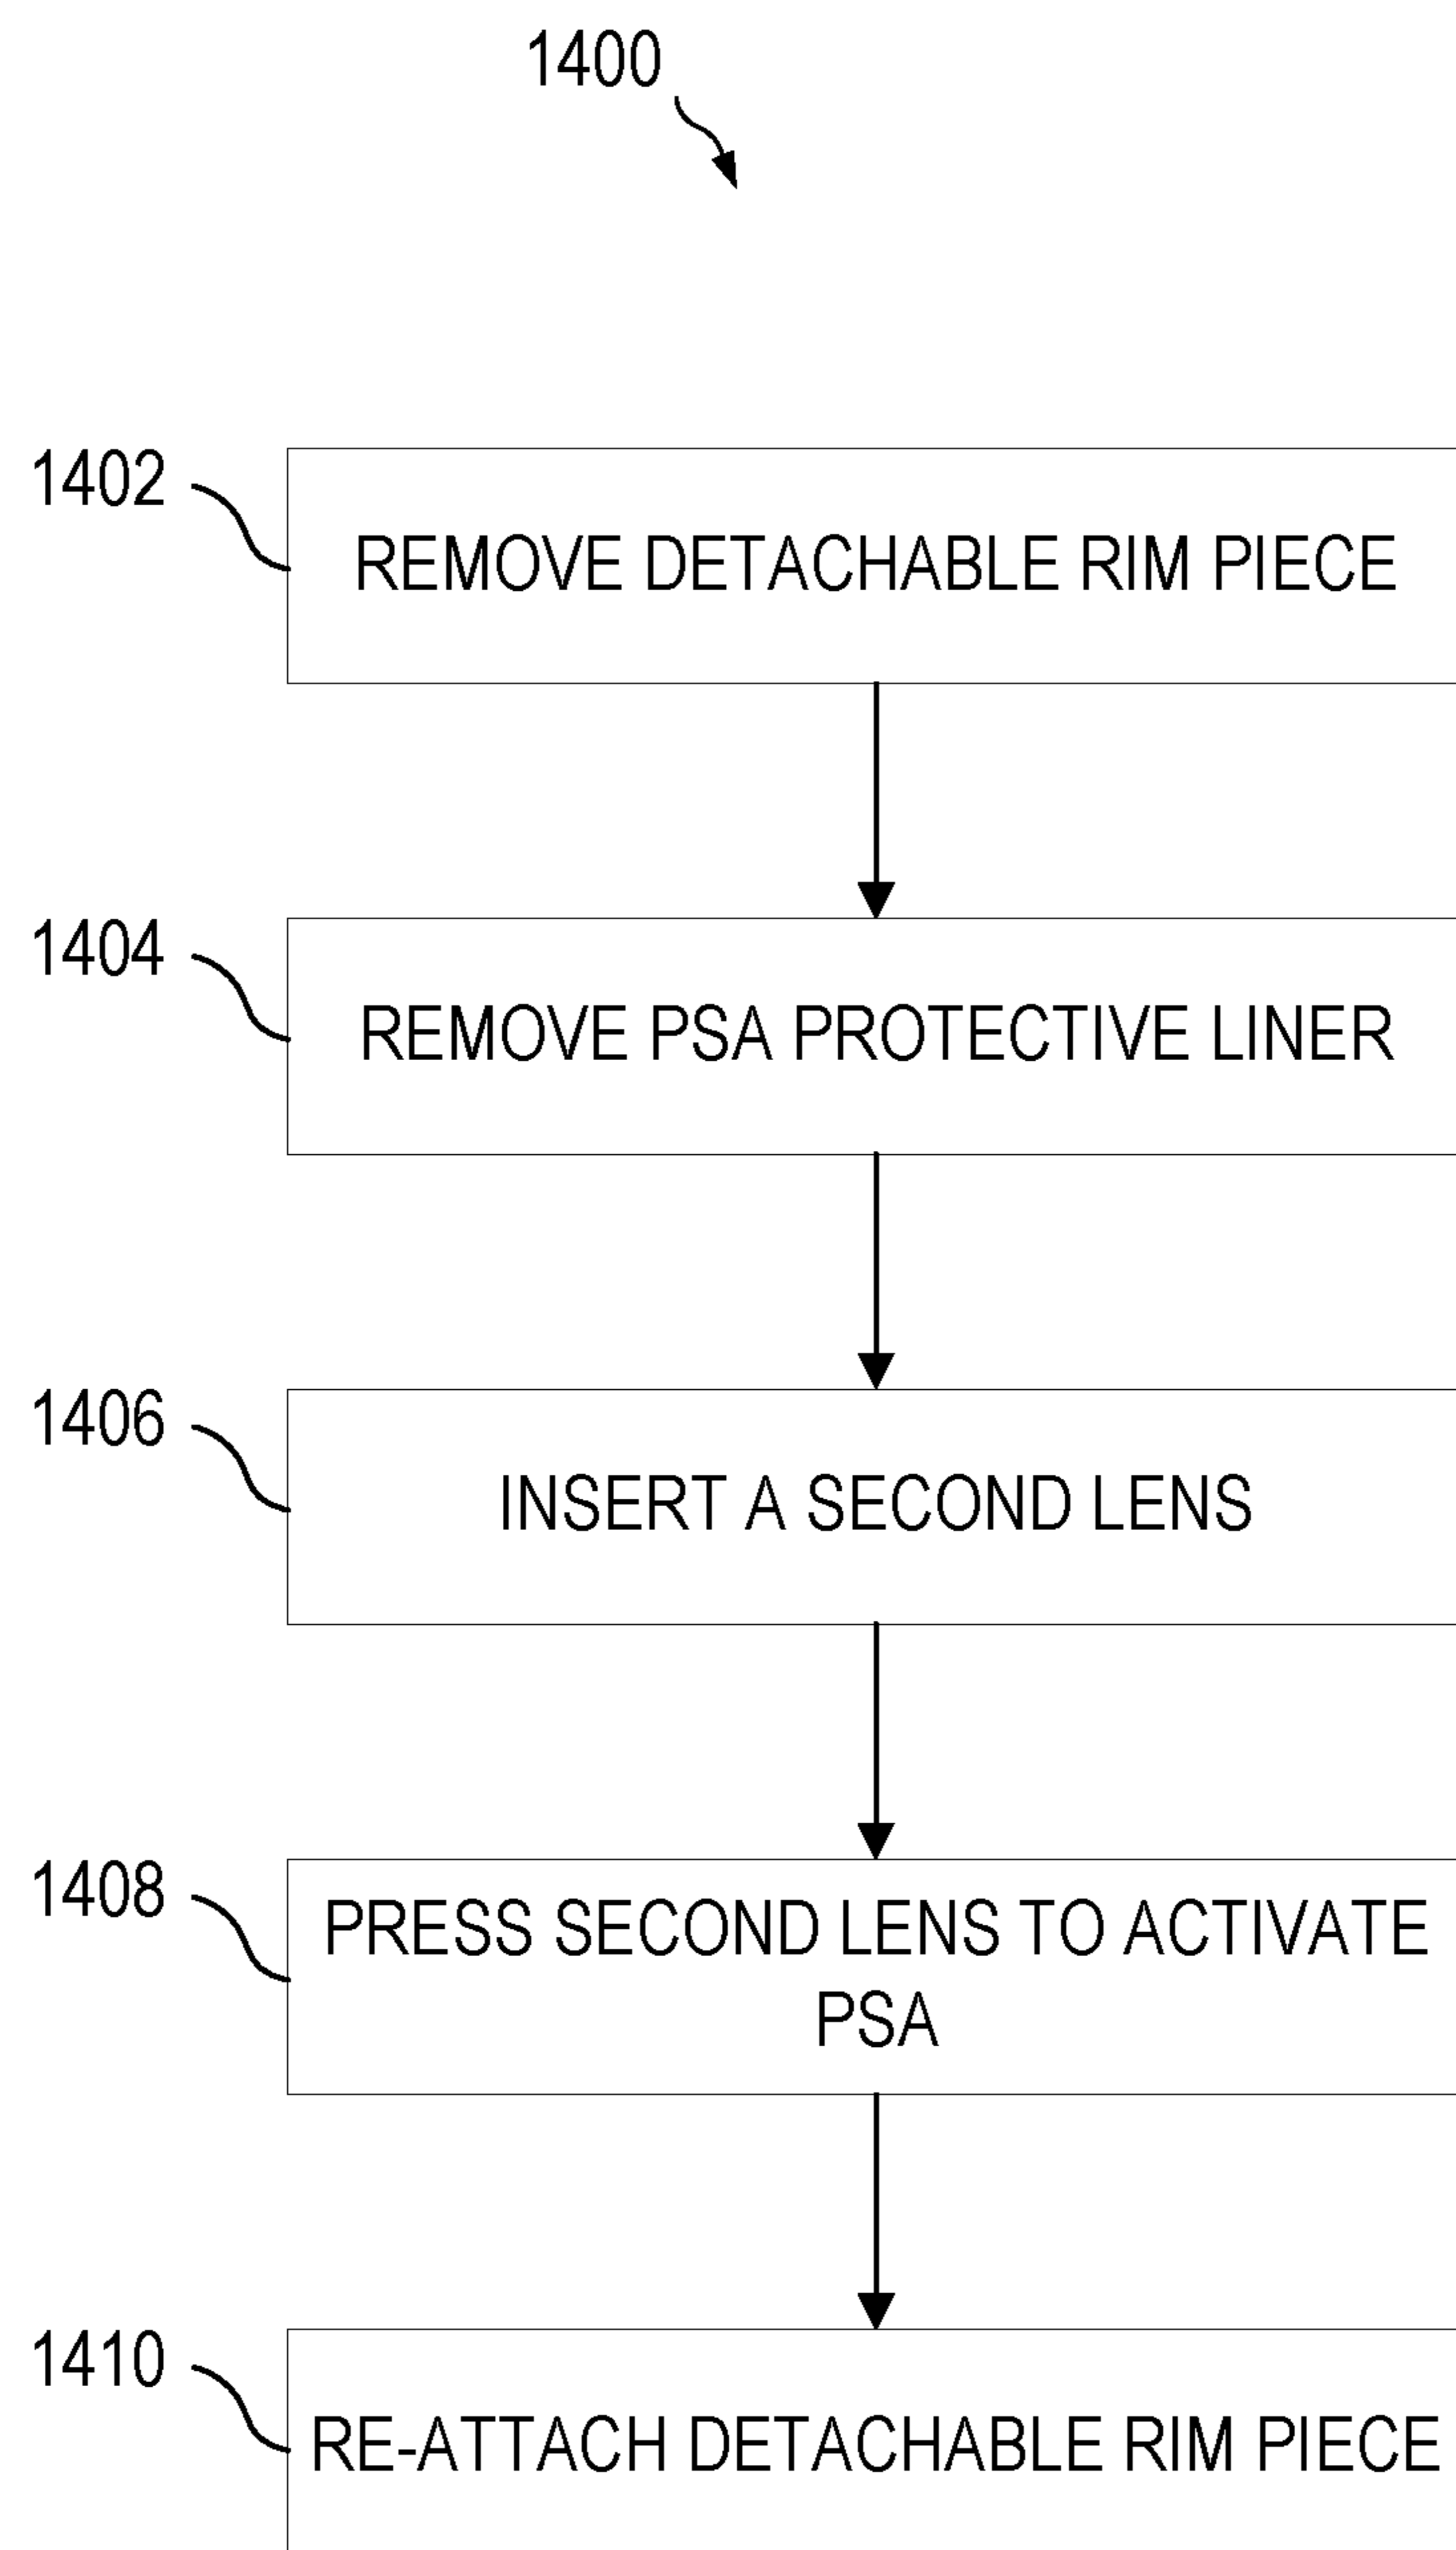 1400
1402
REMOVE DETACHABLE RIM PIECE
1404
REMOVE PSA PROTECTIVE LINER
1406
INSERT A SECOND LENS
1408
PRESS SECOND LENS TO ACTIVATE
PSA
1410
RE-ATTACH DETACHABLE RIM PIECE